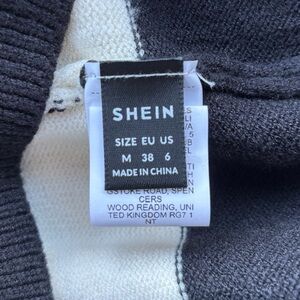 SHEIN
SIZE EU US
M 38 6
MADE IN CHINA
GSTOKE ROAD, SPEN
CERS
WOOD READING, UNI
TED KINGDOM RG7 1
NT